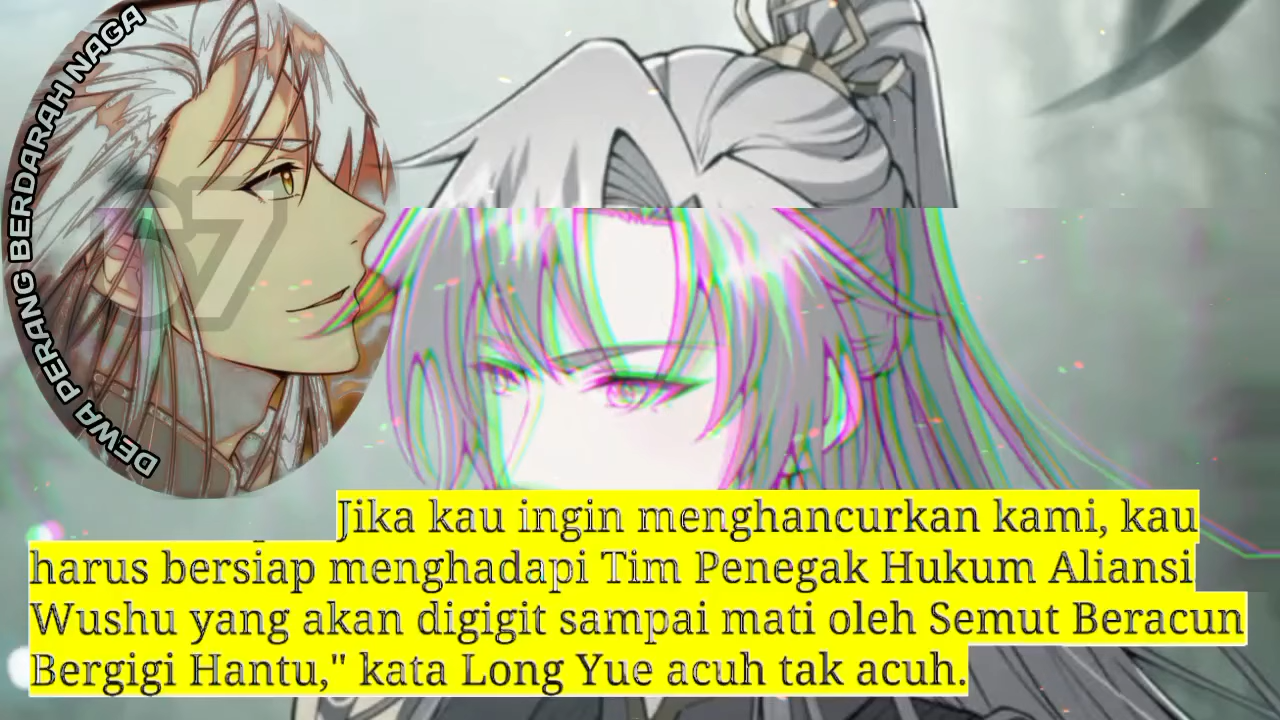 DEWA PERANG BERDARAH NAGA
67
Jika kau ingin menghancurkan kami, kau
harus bersiap menghadapi Tim Penegak Hukum Aliansi
Wushu yang akan digigit sampai mati oleh Semut Beracun
Bergigi Hantu," kata Long Yue acuh tak acuh.